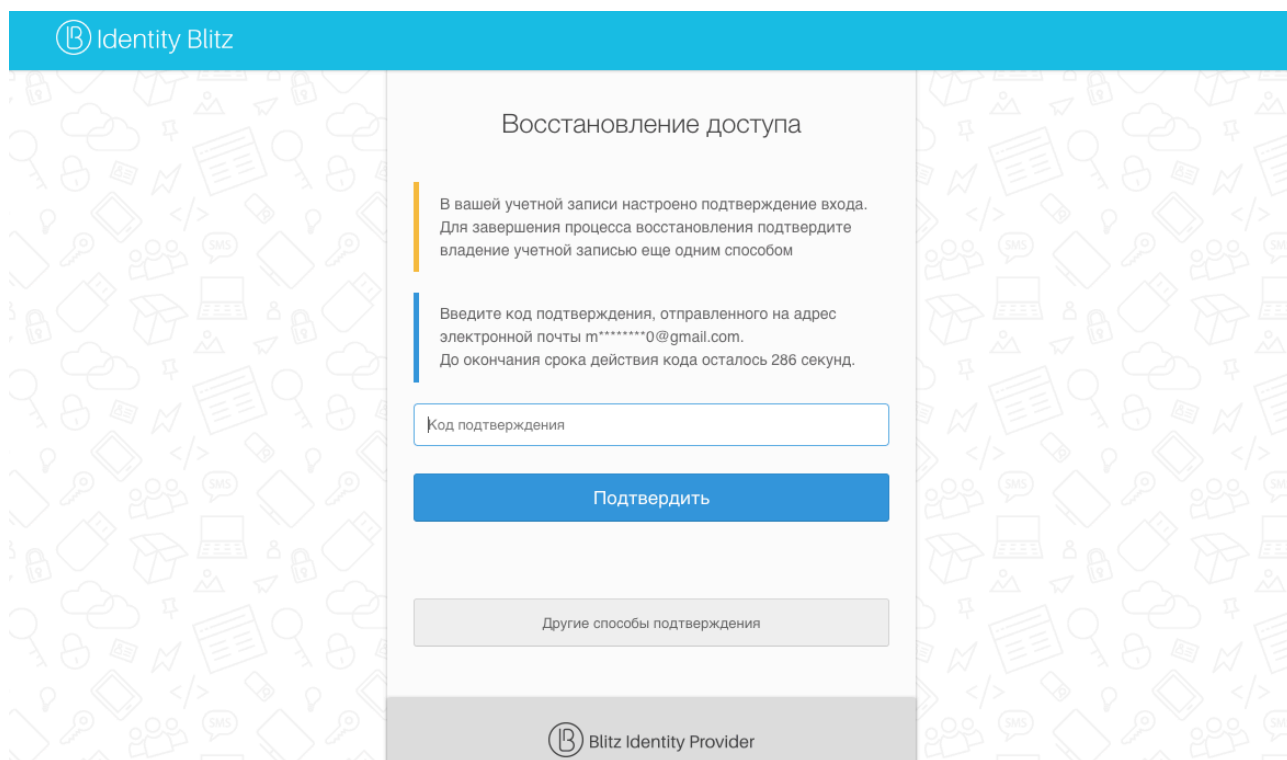 Identity Blitz
Восстановление доступа
В вашей учетной записи настроено подтверждение входа.
Для завершения процесса восстановления подтвердите
владение учетной записью еще одним способом
Введите код подтверждения, отправленного на адрес
электронной почты m********0@gmail.com.
До окончания срока действия кода осталось 286 секунд.
Код подтверждения
Подтвердить
Другие способы подтверждения
Blitz Identity Provider